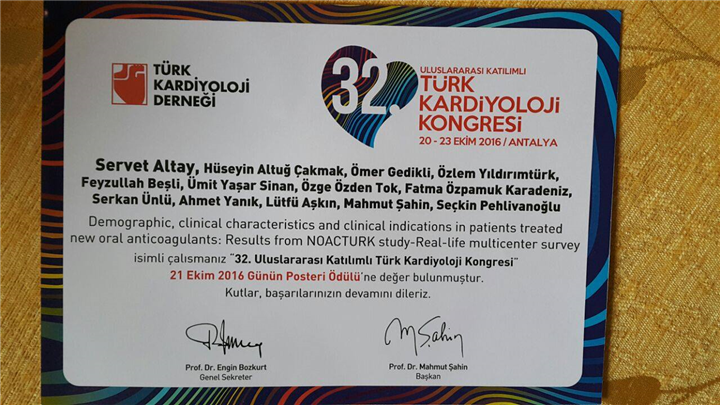 TÜRK
KARDİYOLOJİ
DERNEĞİ
32.
ULUSLARARASI KATILIMLI
TÜRK
KARDİYOLOJİ
KONGRESİ
20 - 23 EKİM 2016 / ANTALYA
Servet Altay, Hüseyin Altuğ Çakmak, Ömer Gedikli, Özlem Yıldırımtürk,
Feyzullah Beşli, Ümit Yaşar Sinan, Özge Özden Tok, Fatma Özpamuk Karadeniz,
Serkan Ünlü, Ahmet Yanık, Lütfü Aşkın, Mahmut Şahin, Seçkin Pehlivanoğlu
Demographic, clinical characteristics and clinical indications in patients treated
new oral anticoagulants: Results from NOACTURK study-Real-life multicenter survey
isimli çalışmanız "32. Uluslararası Katılımlı Türk Kardiyoloji Kongresi"
21 Ekim 2016 Günün Posteri Ödülü'ne değer bulunmuştur.
Kutlar, başarılarınızın devamını dileriz.
M Şahin
Prof. Dr. Engin Bozkurt
Genel Sekreter
Prof. Dr. Mahmut Şahin
Başkan